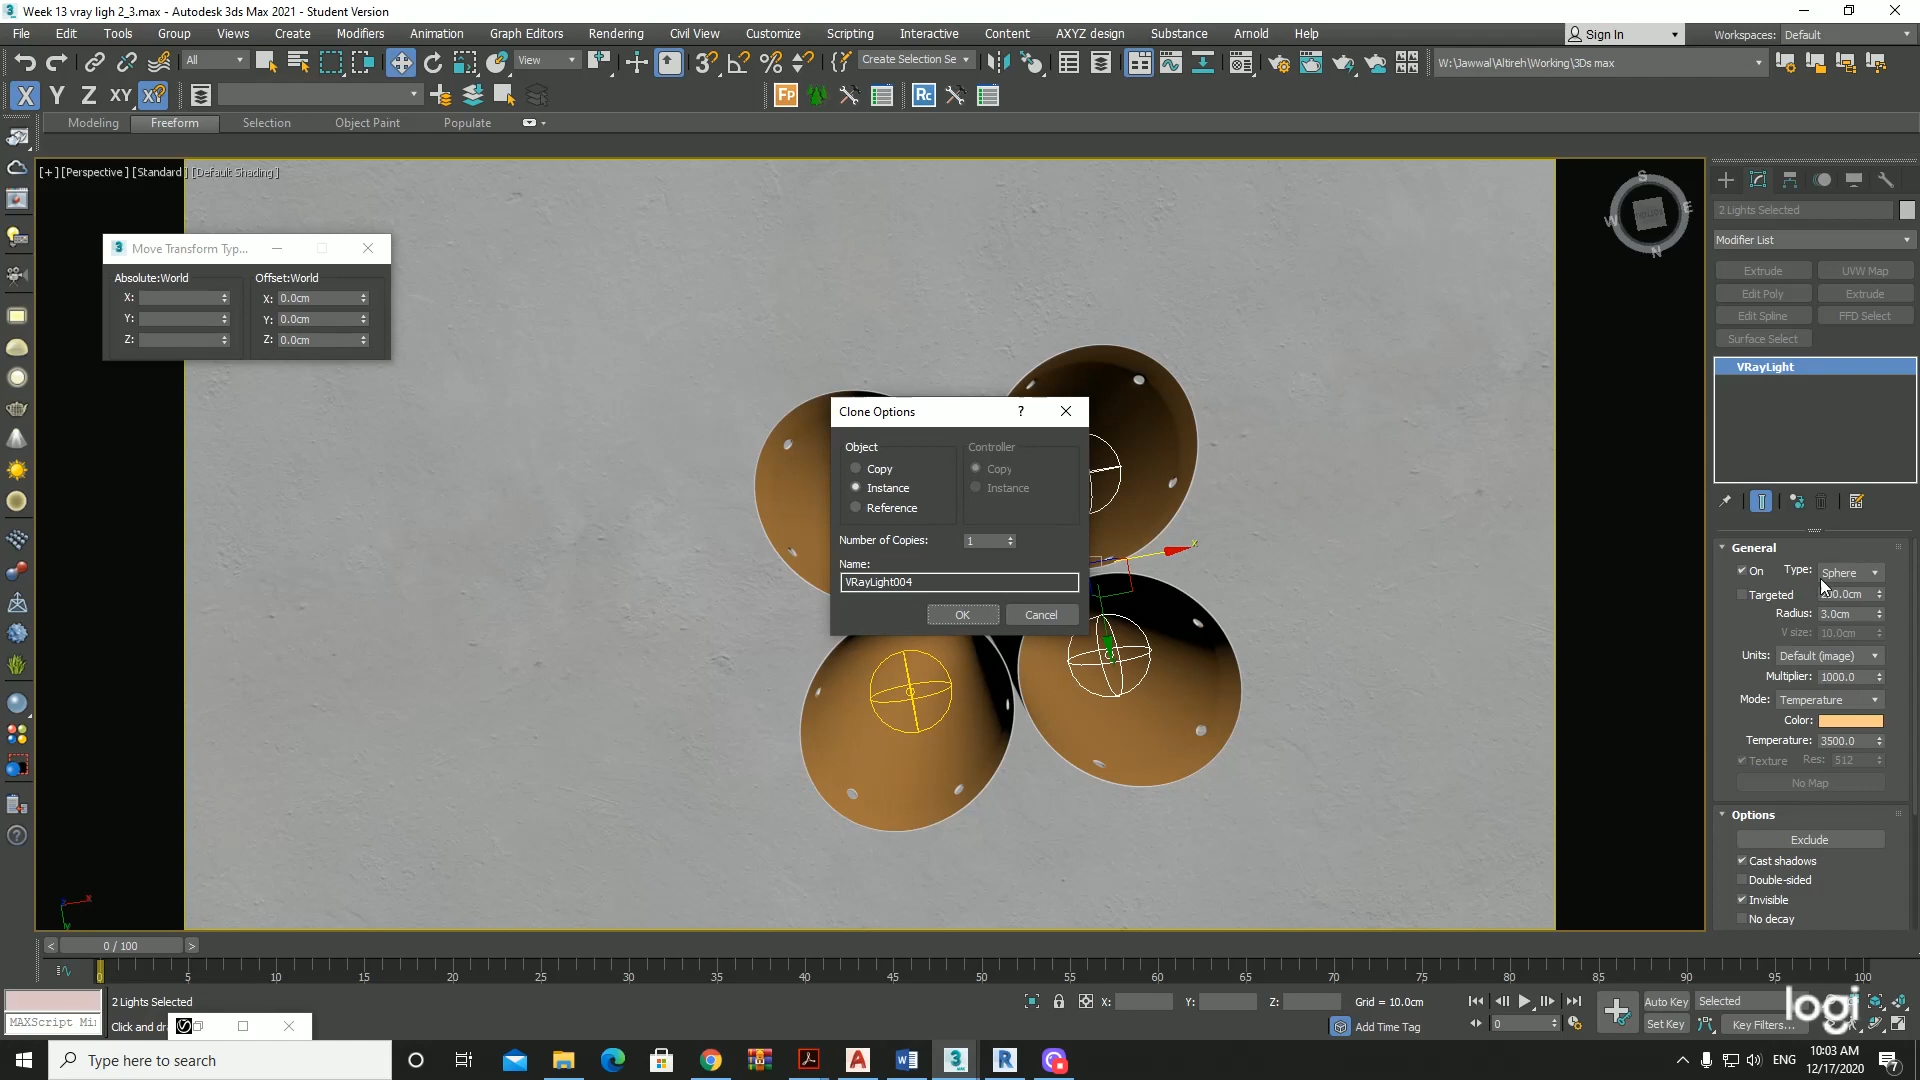 Week 13 vray ligh 2_3.max - Autodesk 3ds Max 2021 - Student Version
File Edit Tools Group Views Create Modifiers Animation Graph Editors Rendering Civil View Customize Scripting Interactive Content AXYZ design Substance Arnold Help Sign In Workspaces: Default
All View Create Selection Se W:\Jawwal\Altireh\Working\3Ds max
X Y Z XY XY Fp Rc
Modeling Freeform Selection Object Paint Populate
[+] [Perspective ] [Standard ] [Default Shading ]
2 Lights Selected
Modifier List
Extrude UVW Map
Edit Poly Extrude
Edit Spline FFD Select
Surface Select
VRayLight
Move Transform Typ...
Absolute:World Offset:World
X: X: 0.0cm
Y: Y: 0.0cm
Z: Z: 0.0cm
Clone Options ?
Object Controller
Copy Copy
Instance Instance
Reference
Number of Copies: 1
Name:
VRayLight004
OK Cancel
General
On Type: Sphere
Targeted
Radius: 3.0cm
V size: 10.0cm
Units: Default (image)
Multiplier: 1000.0
Mode: Temperature
Color:
Temperature: 3500.0
Texture Res: 512
No Map
Options
Exclude
Cast shadows
Double-sided
Invisible
No decay
S W E N
x
x
y
< 0 / 100 >
0 5 10 15 20 25 30 35 40 45 50 55 60 65 70 75 80 85 90 95 100
2 Lights Selected X: Y: Z: Grid = 10.0cm Auto Key Selected
MAXScript Mi Click and dr Add Time Tag 0 Set Key Key Filters...
logi
Type here to search
ENG 10:03 AM
12/17/2020
7